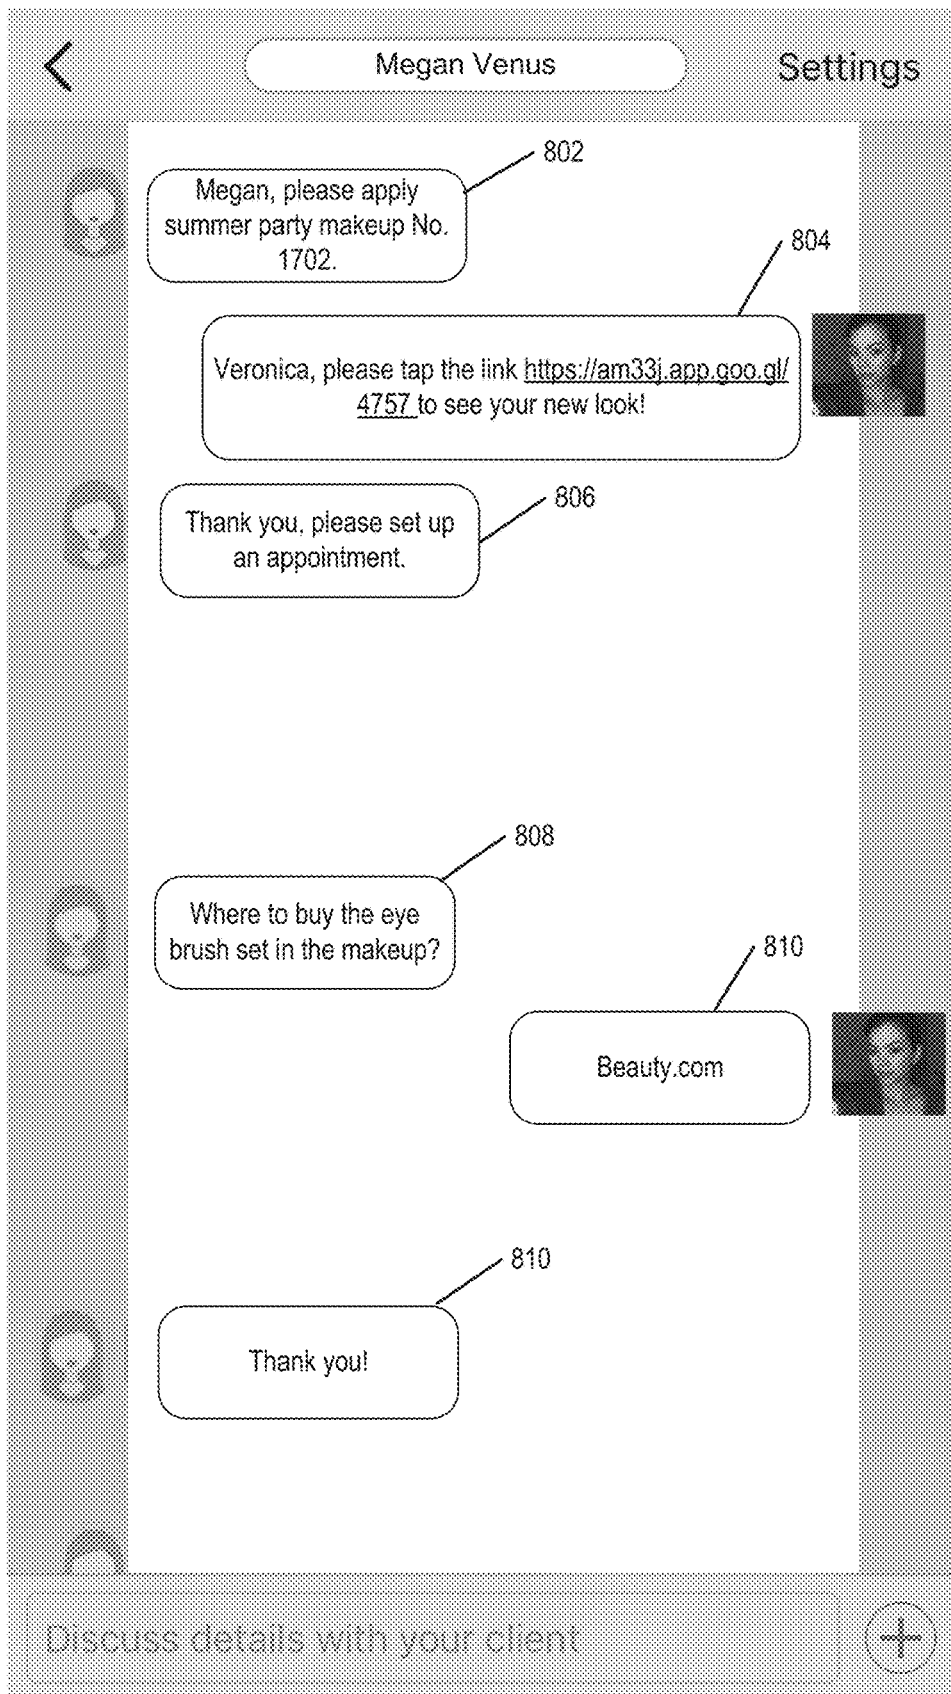 Megan Venus
Settings
802
Megan, please apply
summer party makeup No.
1702.
804
Veronica, please tap the link https://am33j.app.goo.gl/
4757 to see your new look!
806
Thank you, please set up
an appointment.
808
Where to buy the eye
brush set in the makeup?
810
Beauty.com
810
Thank you!
Discuss details with your client